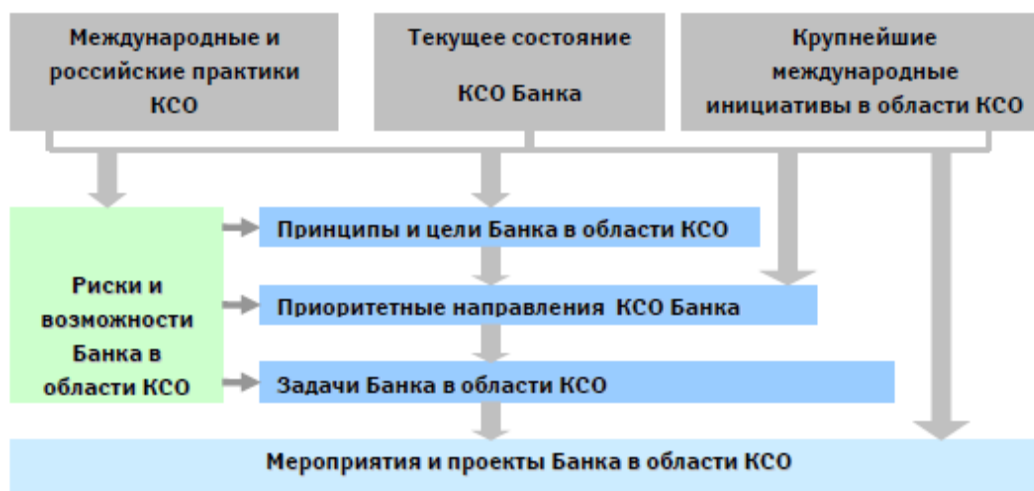 Международные и
российские практики
КСО
Текущее состояние
КСО Банка
Крупнейшие
международные
инициативы в области КСО
Риски и
возможности
Банка в
области КСО
Принципы и цели Банка в области КСО
Приоритетные направления КСО Банка
Задачи Банка в области КСО
Мероприятия и проекты Банка в области КСО